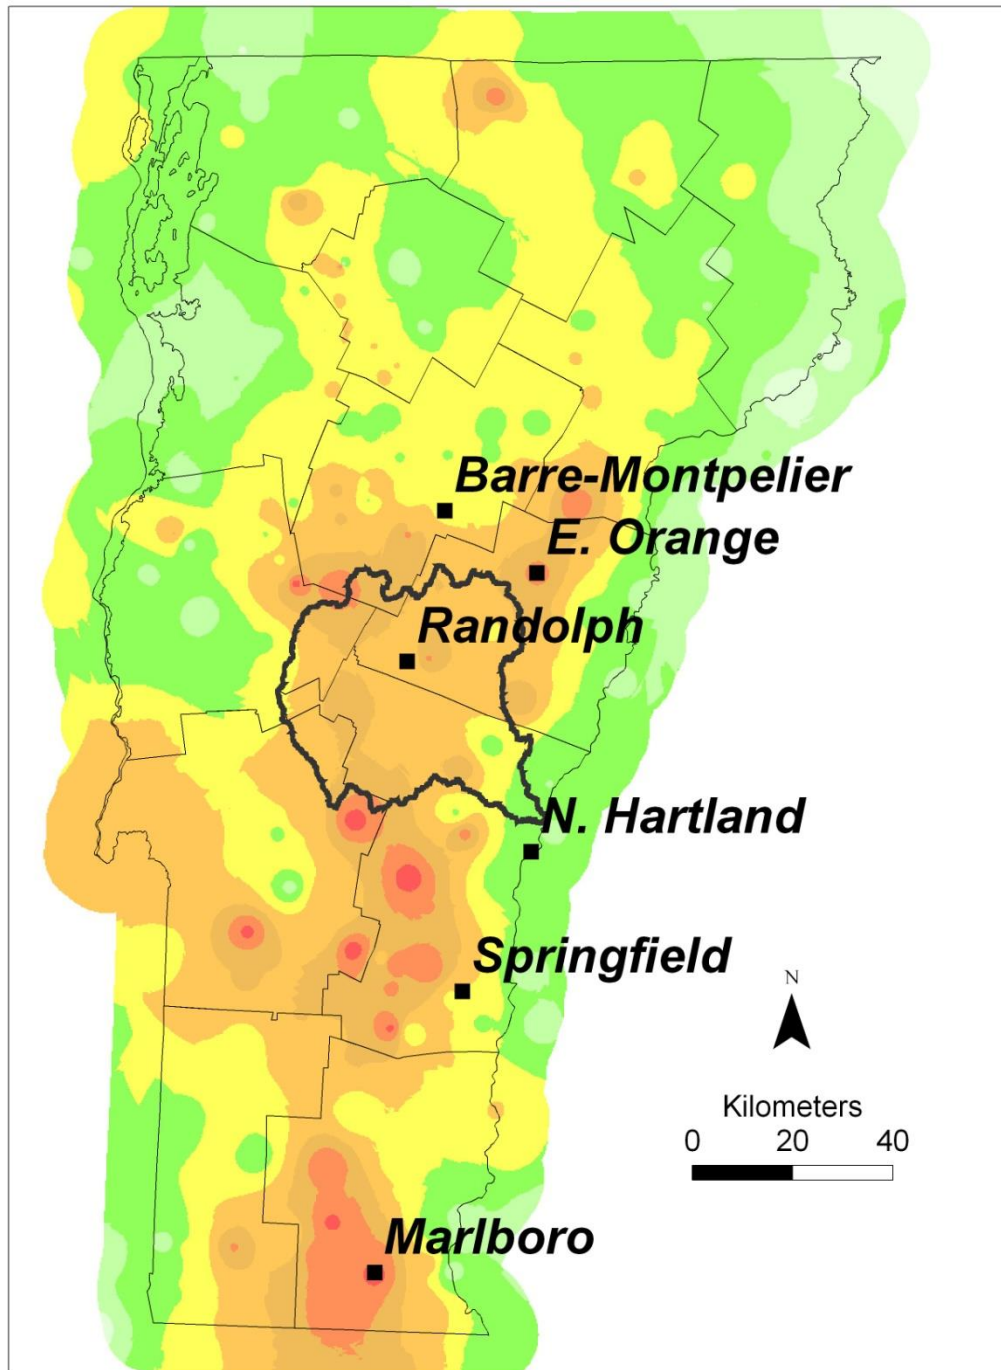 Barre-Montpelier
E. Orange
Randolph
N. Hartland
Springfield
N
Kilometers
0 20 40
Marlboro